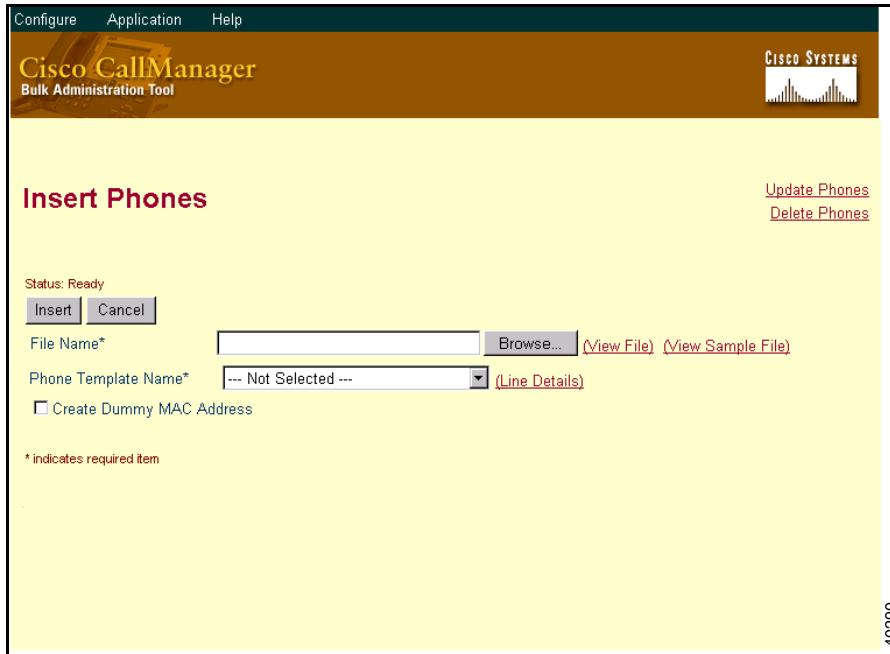 Configure Application Help
Cisco CallManager
Bulk Administration Tool
CISCO SYSTEMS
Insert Phones
Update Phones
Delete Phones
Status: Ready
Insert Cancel
File Name* Browse... (View File) (View Sample File)
Phone Template Name* --- Not Selected --- (Line Details)
Create Dummy MAC Address
* indicates required item